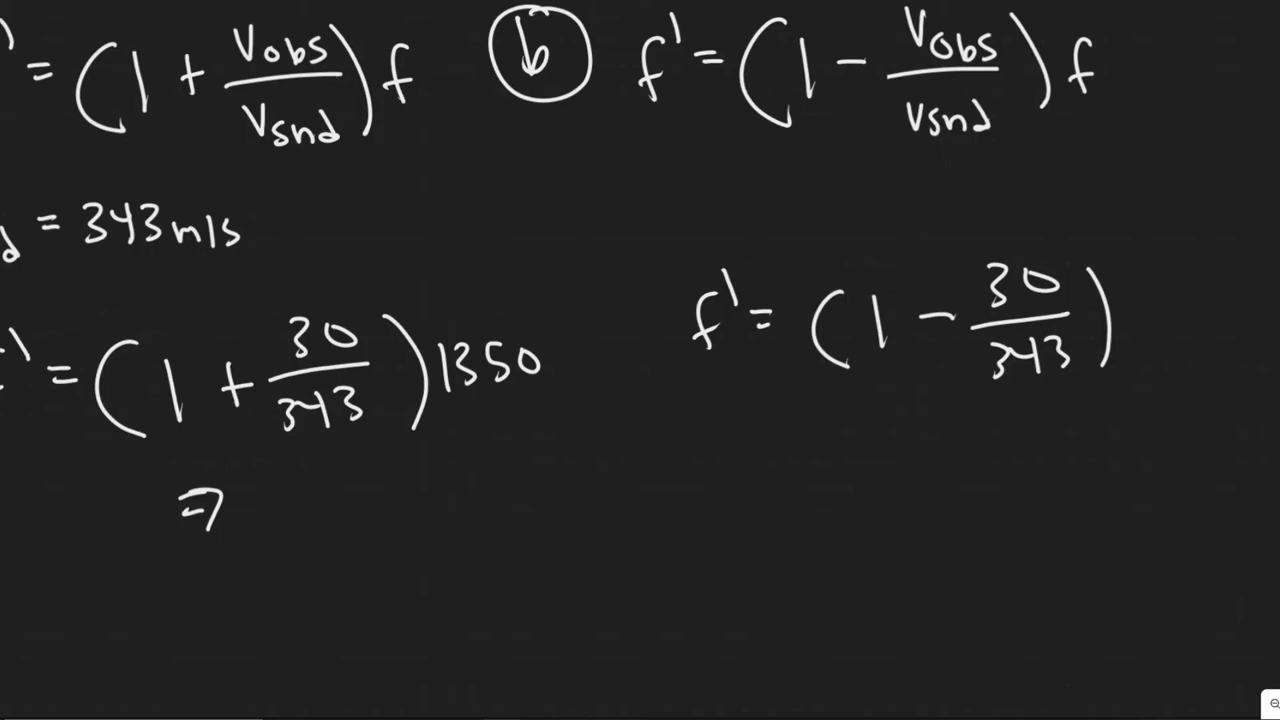 ' = (1 + Vobs/Vsnd) f
b f' = (1 - Vobs/Vsnd) f
d = 343 m/s
' = (1 + 30/343) 1350
f' = (1 - 30/343)
⇒